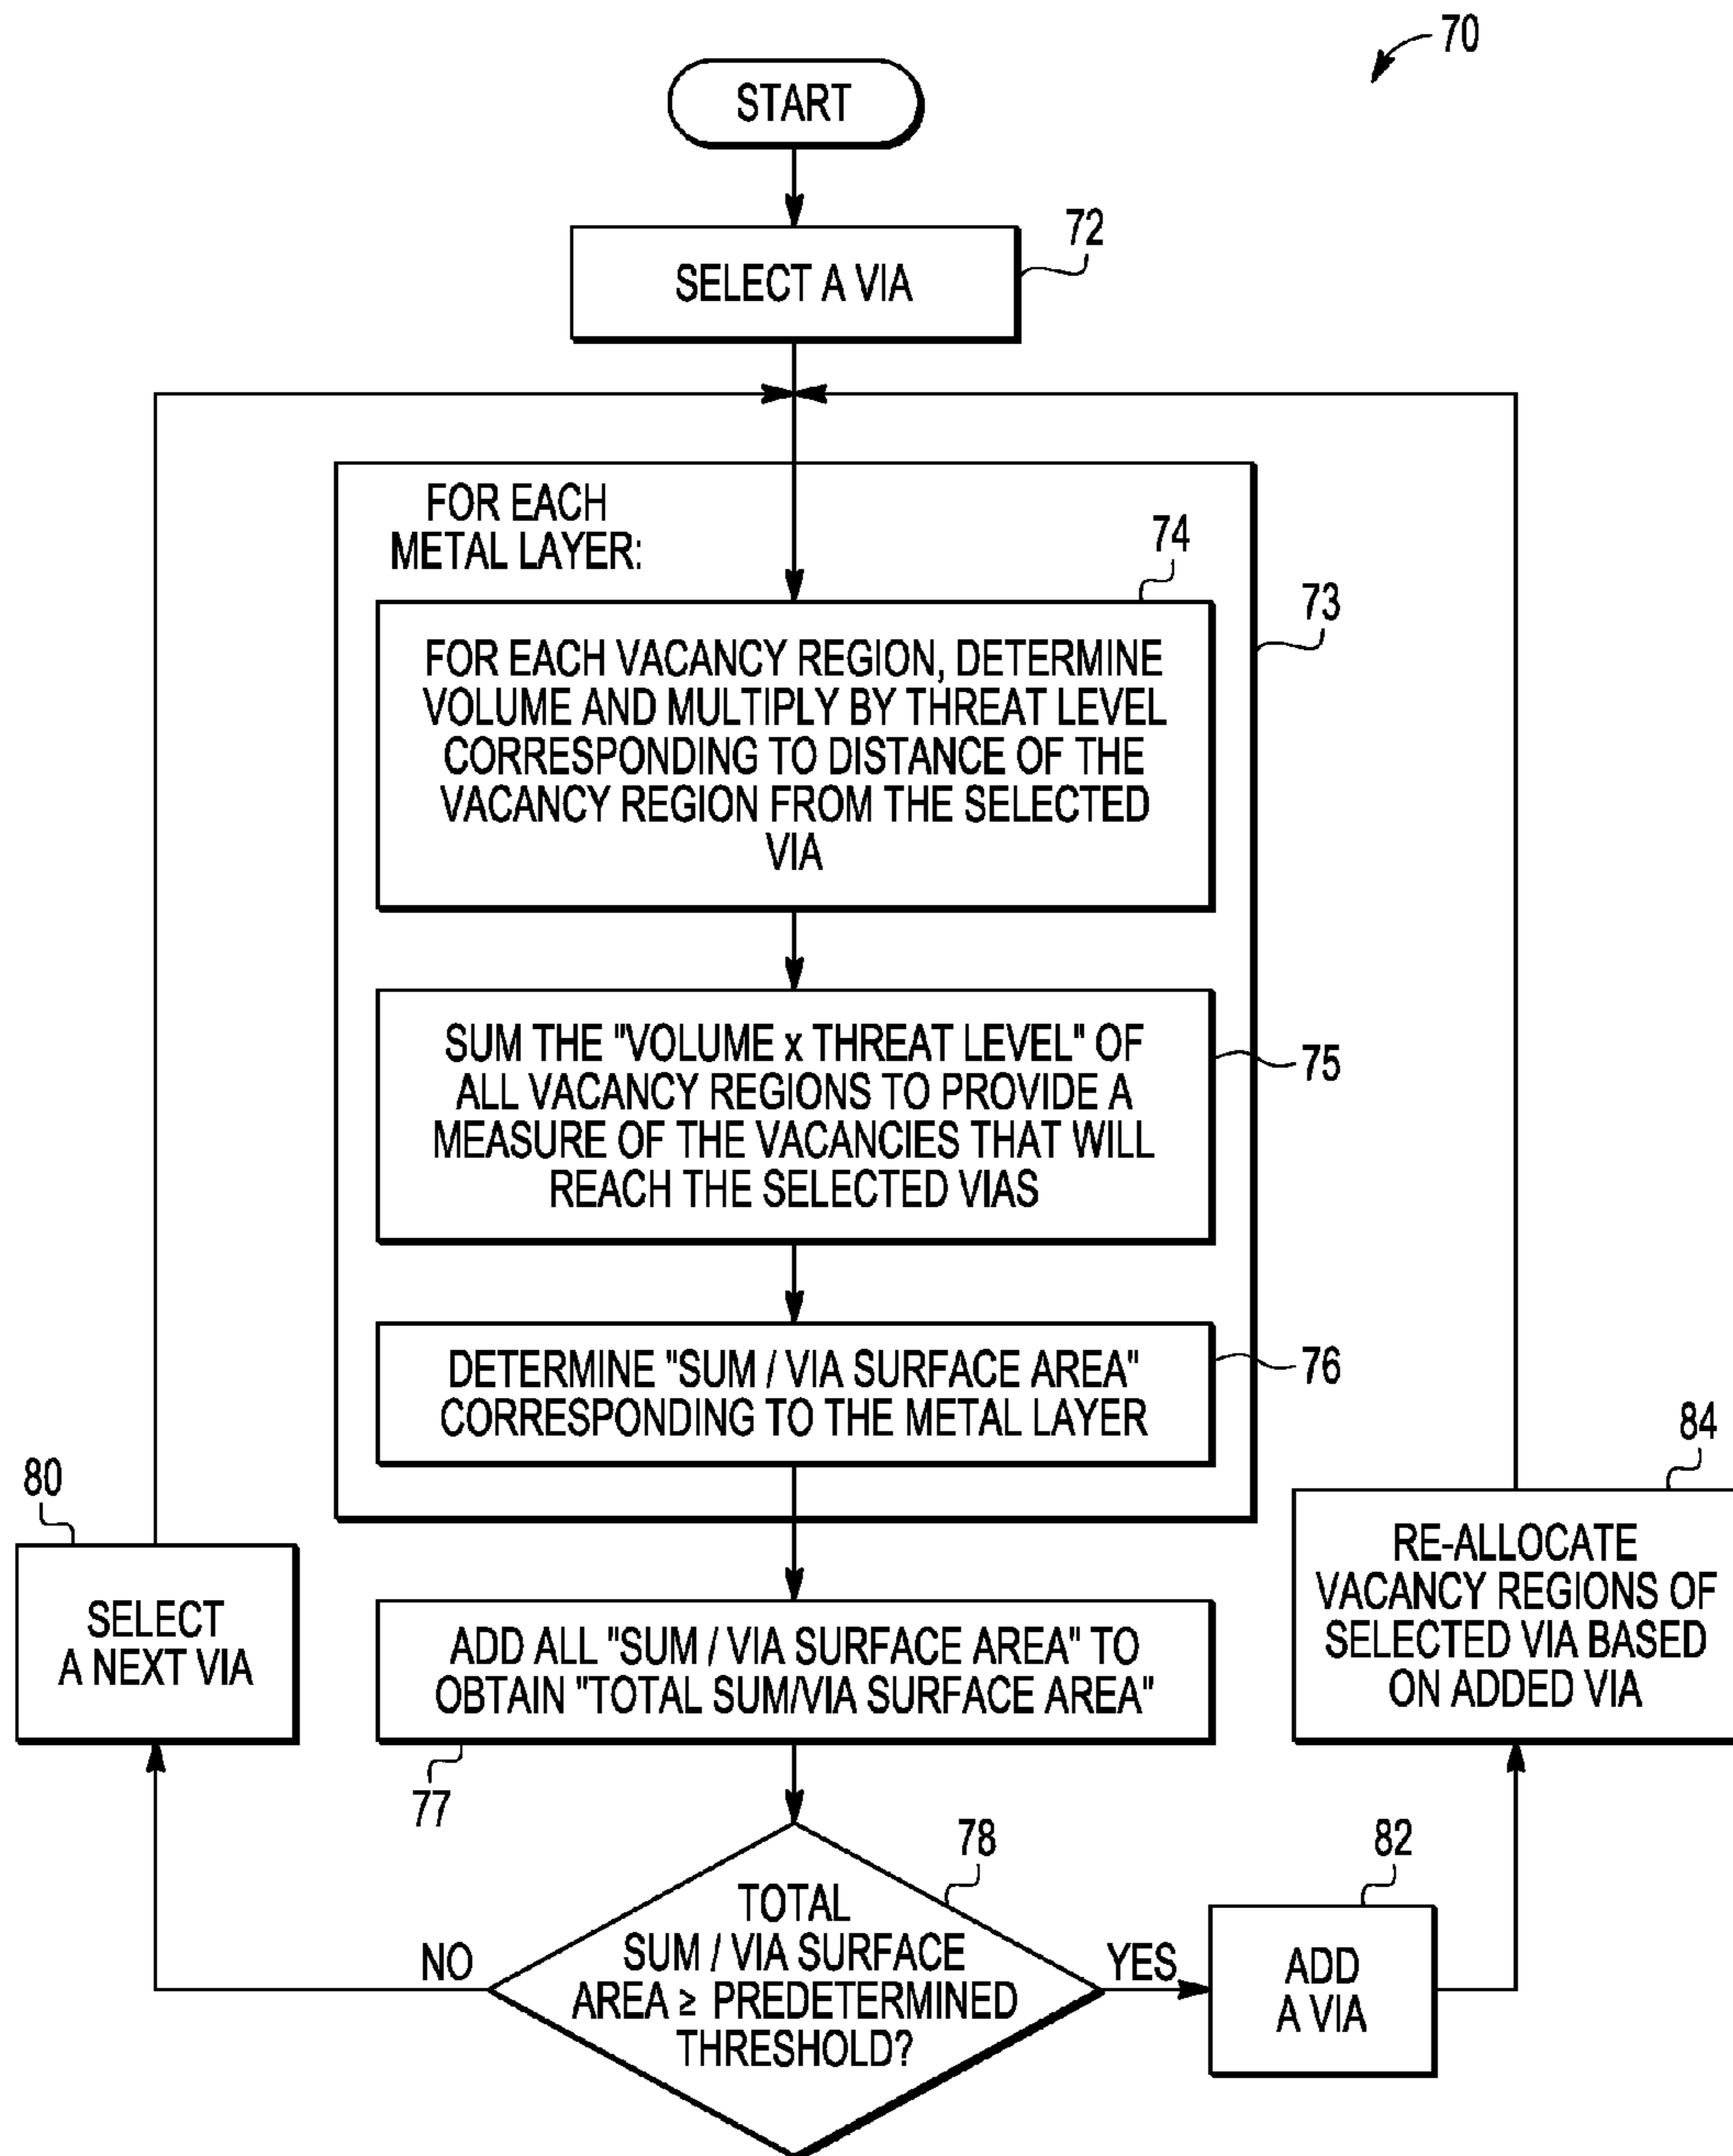 70
START
72
SELECT A VIA
FOR EACH
METAL LAYER:
73
74
FOR EACH VACANCY REGION, DETERMINE
VOLUME AND MULTIPLY BY THREAT LEVEL
CORRESPONDING TO DISTANCE OF THE
VACANCY REGION FROM THE SELECTED
VIA
SUM THE "VOLUME x THREAT LEVEL" OF
ALL VACANCY REGIONS TO PROVIDE A
MEASURE OF THE VACANCIES THAT WILL
REACH THE SELECTED VIAS
75
DETERMINE "SUM / VIA SURFACE AREA"
CORRESPONDING TO THE METAL LAYER
76
ADD ALL "SUM / VIA SURFACE AREA" TO
OBTAIN "TOTAL SUM/VIA SURFACE AREA"
77
78
TOTAL
SUM / VIA SURFACE
AREA ≥ PREDETERMINED
THRESHOLD?
NO
80
SELECT
A NEXT VIA
YES
82
ADD
A VIA
84
RE-ALLOCATE
VACANCY REGIONS OF
SELECTED VIA BASED
ON ADDED VIA